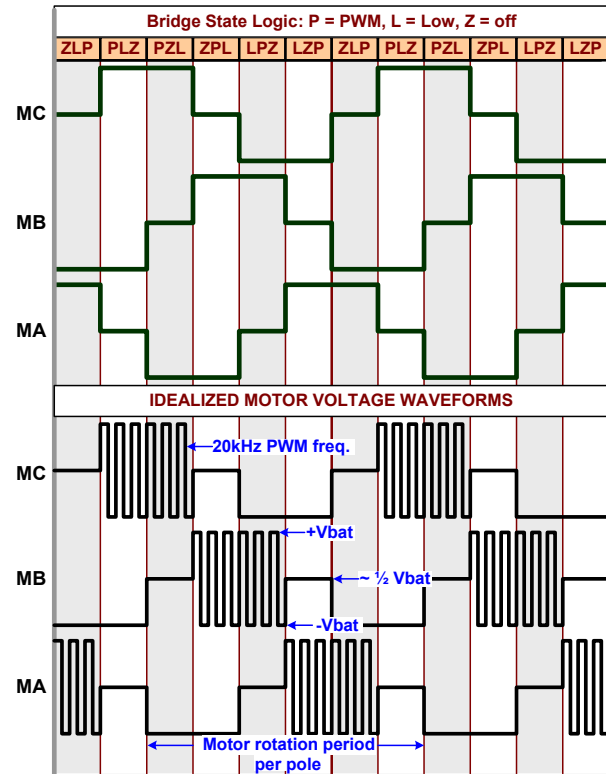 Bridge State Logic: P = PWM, L = Low, Z = off
ZLP PLZ PZL ZPL LPZ LZP ZLP PLZ PZL ZPL LPZ LZP
MC
MB
MA
IDEALIZED MOTOR VOLTAGE WAVEFORMS
20kHz PWM freq.
MC
+Vbat
MB
~ ½ Vbat
-Vbat
MA
Motor rotation period
per pole